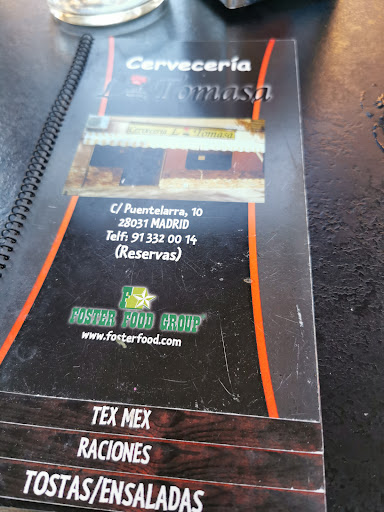 Cervecería
La Tomasa
C/ Puentelarra, 10
28031 MADRID
Telf: 91 332 00 14
(Reservas)
F
FOSTER FOOD GROUP
www.fosterfood.com
TEX MEX
RACIONES
TOSTAS/ENSALADAS